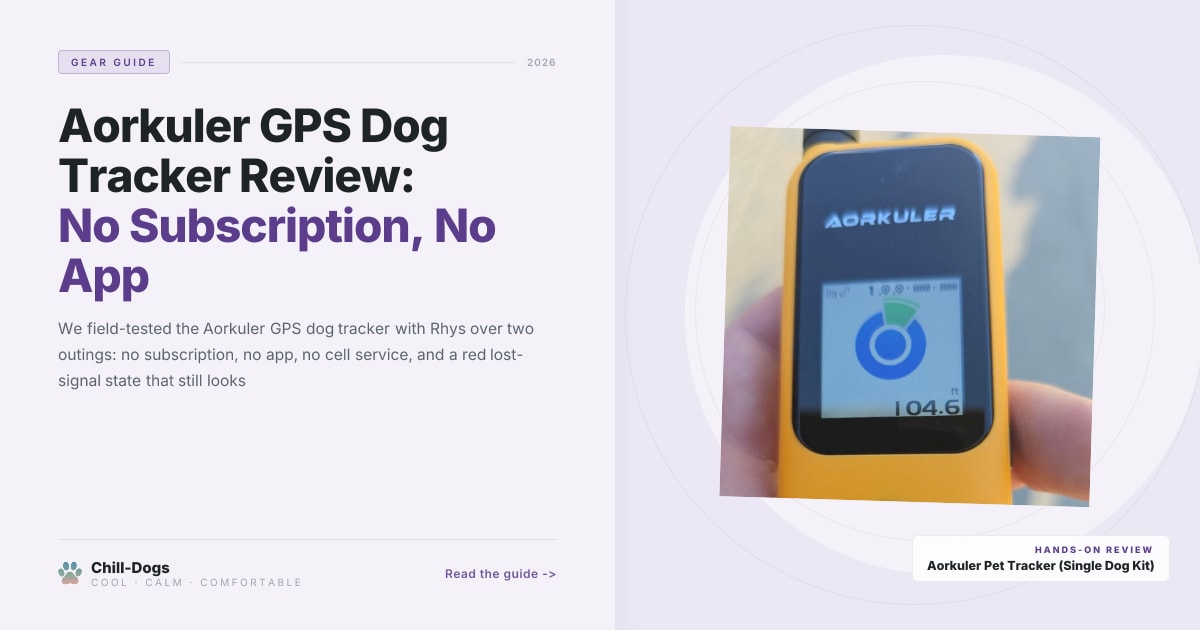 GEAR GUIDE
2026
Aorkuler GPS Dog
Tracker Review:
No Subscription, No
App
We field-tested the Aorkuler GPS dog tracker with Rhys over two
outings: no subscription, no app, no cell service, and a red lost-
signal state that still looks
Chill-Dogs
COOL · CALM · COMFORTABLE
Read the guide ->
AORKULER
1
ft
104.6
HANDS-ON REVIEW
Aorkuler Pet Tracker (Single Dog Kit)